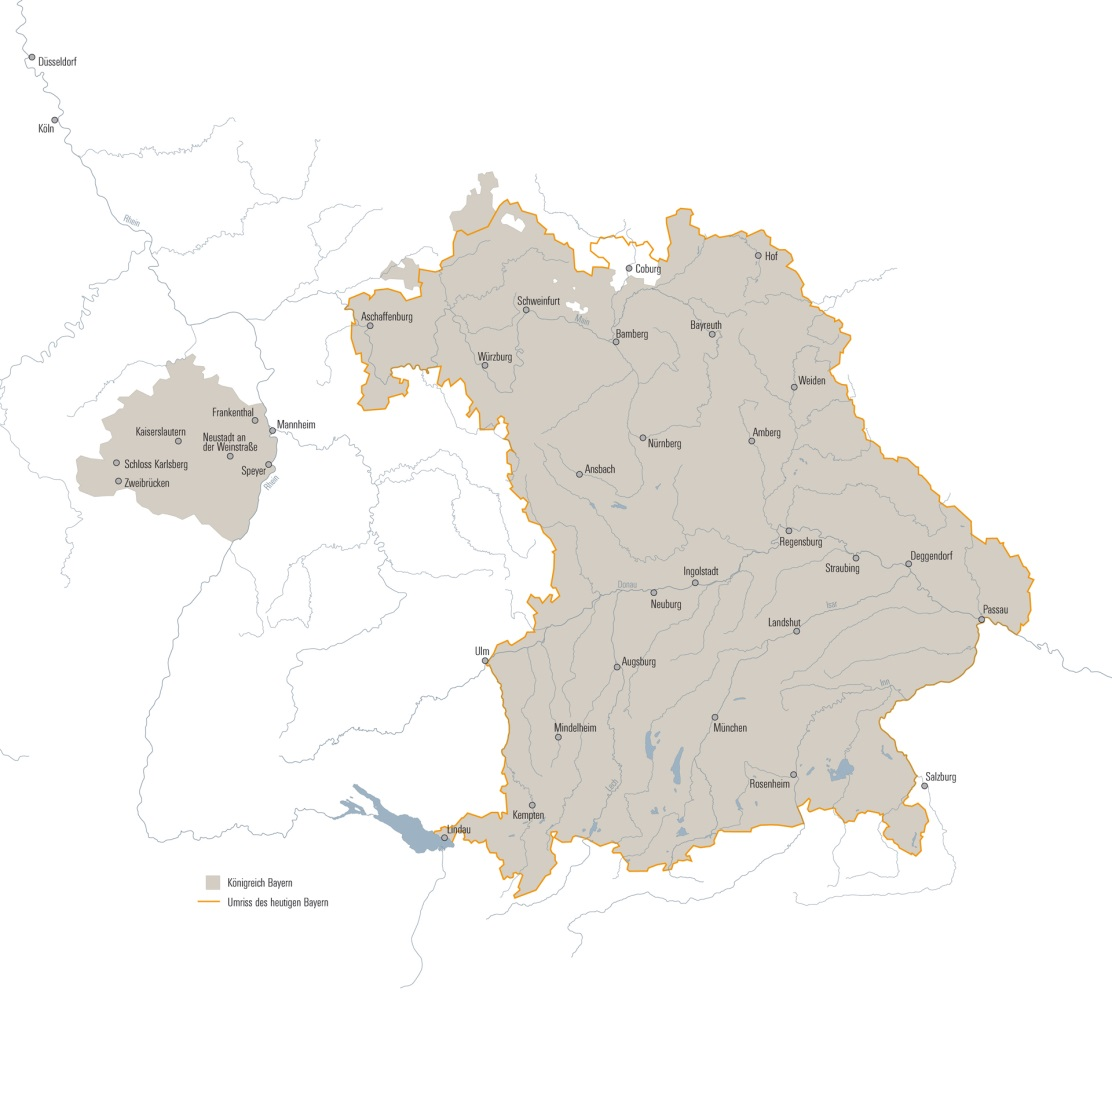 Düsseldorf
Köln
Rhein
Coburg
Hof
Schweinfurt
Aschaffenburg
Main
Bayreuth
Bamberg
Würzburg
Weiden
Frankenthal
Mannheim
Kaiserslautern
Neustadt an
der Weinstraße
Amberg
Nürnberg
Schloss Karlsberg
Speyer
Ansbach
Zweibrücken
Rhein
Regensburg
Deggendorf
Straubing
Ingolstadt
Donau
Neuburg
Isar
Passau
Landshut
Ulm
Augsburg
Inn
Mindelheim
München
Salzburg
Rosenheim
Lech
Kempten
Lindau
Königreich Bayern
Umriss des heutigen Bayern